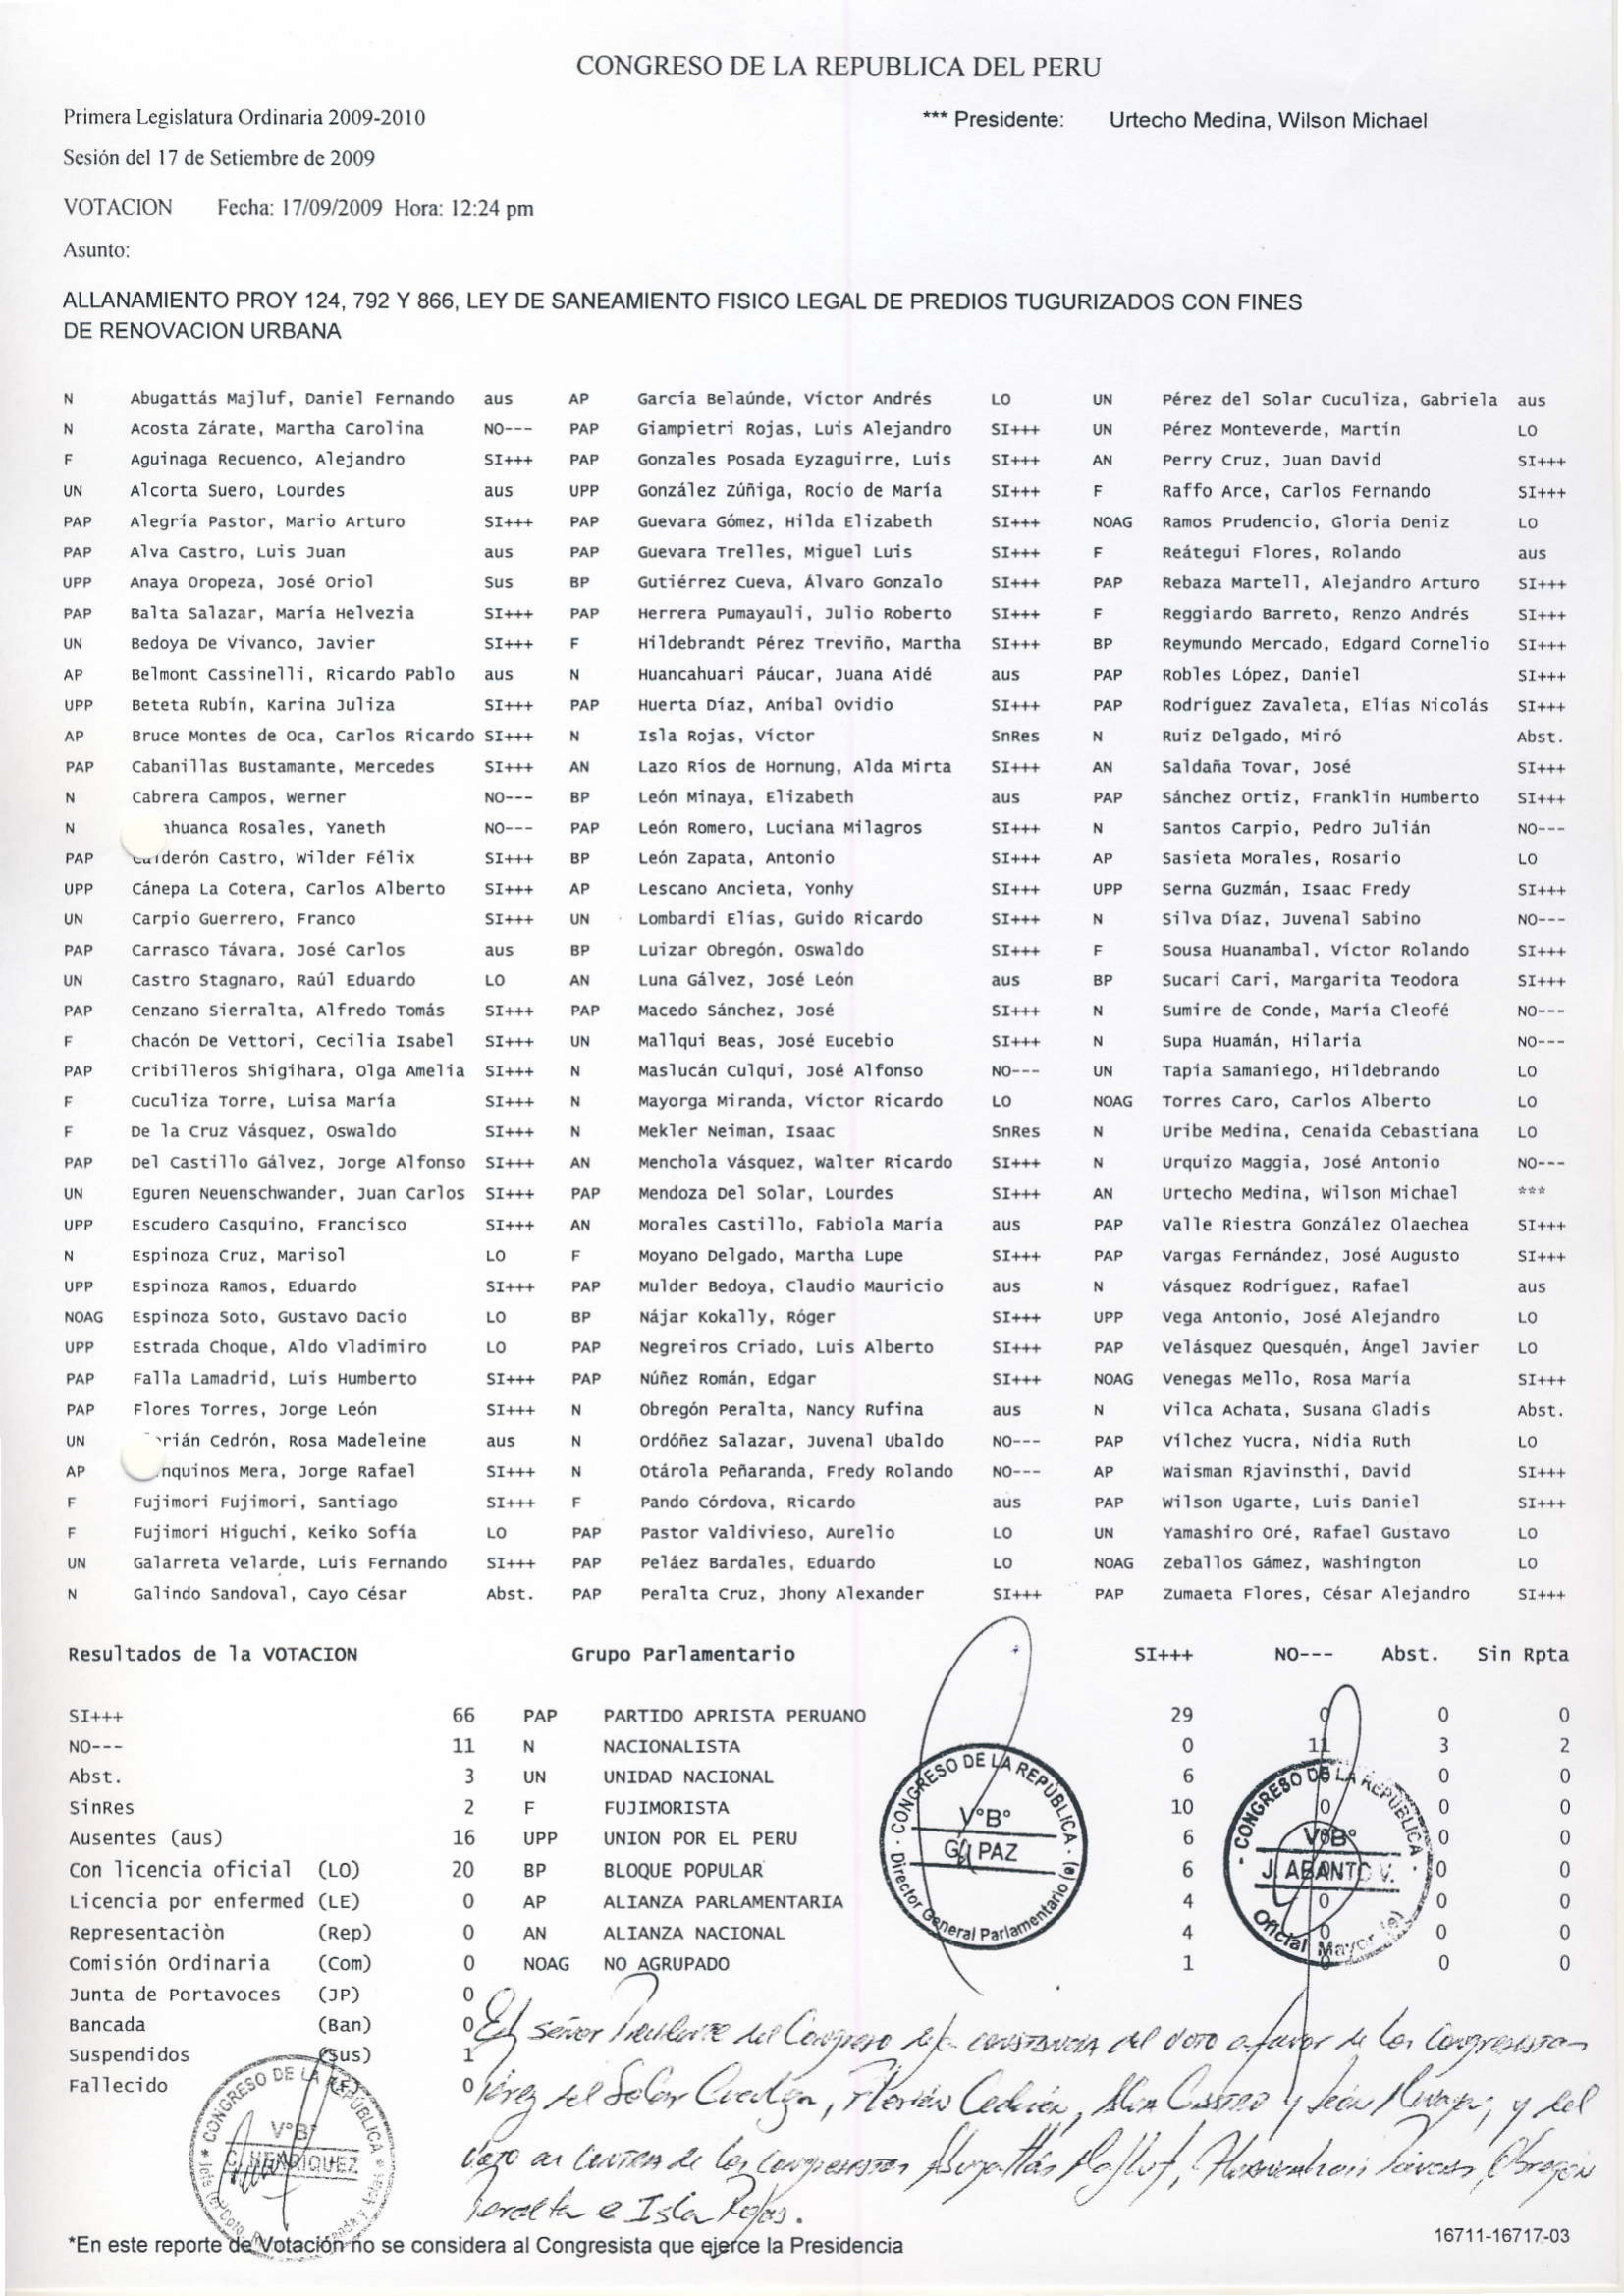 CONGRESO DE LA REPUBLICA DEL PERU
Primera Legislatura Ordinaria 2009-2010 *** Presidente: Urtecho Medina, Wilson Michael
Sesión del 17 de Setiembre de 2009
VOTACION Fecha: 17/09/2009 Hora: 12:24 pm
Asunto:
ALLANAMIENTO PROY 124, 792 Y 866, LEY DE SANEAMIENTO FISICO LEGAL DE PREDIOS TUGURIZADOS CON FINES
DE RENOVACION URBANA
N Abugattás Majluf, Daniel Fernando aus AP García Belaúnde, Víctor Andrés LO UN Pérez del Solar Cuculiza, Gabriela aus
N Acosta Zárate, Martha Carolina NO--- PAP Giampietri Rojas, Luis Alejandro SI+++ UN Pérez Monteverde, Martín LO
F Aguinaga Recuenco, Alejandro SI+++ PAP Gonzales Posada Eyzaguirre, Luis SI+++ AN Perry Cruz, Juan David SI+++
UN Alcorta Suero, Lourdes aus UPP González Zúñiga, Rocío de María SI+++ F Raffo Arce, Carlos Fernando SI+++
PAP Alegría Pastor, Mario Arturo SI+++ PAP Guevara Gómez, Hilda Elizabeth SI+++ NOAG Ramos Prudencio, Gloria Deniz LO
PAP Alva Castro, Luis Juan aus PAP Guevara Trelles, Miguel Luis SI+++ F Reátegui Flores, Rolando aus
UPP Anaya Oropeza, José Oriol Sus BP Gutiérrez Cueva, Álvaro Gonzalo SI+++ PAP Rebaza Martell, Alejandro Arturo SI+++
PAP Balta Salazar, María Helvezia SI+++ PAP Herrera Pumayauli, Julio Roberto SI+++ F Reggiardo Barreto, Renzo Andrés SI+++
UN Bedoya De Vivanco, Javier SI+++ F Hildebrandt Pérez Treviño, Martha SI+++ BP Reymundo Mercado, Edgard Cornelio SI+++
AP Belmont Cassinelli, Ricardo Pablo aus N Huancahuari Páucar, Juana Aidé aus PAP Robles López, Daniel SI+++
UPP Beteta Rubín, Karina Juliza SI+++ PAP Huerta Díaz, Aníbal Ovidio SI+++ PAP Rodríguez Zavaleta, Elías Nicolás SI+++
AP Bruce Montes de Oca, Carlos Ricardo SI+++ N Isla Rojas, Víctor SnRes N Ruiz Delgado, Miró Abst.
PAP Cabanillas Bustamante, Mercedes SI+++ AN Lazo Ríos de Hornung, Alda Mirta SI+++ AN Saldaña Tovar, José SI+++
N Cabrera Campos, Werner NO--- BP León Minaya, Elizabeth aus PAP Sánchez Ortiz, Franklin Humberto SI+++
N ahuanca Rosales, Yaneth NO--- PAP León Romero, Luciana Milagros SI+++ N Santos Carpio, Pedro Julián NO---
PAP Calderón Castro, Wilder Félix SI+++ BP León Zapata, Antonio SI+++ AP Sasieta Morales, Rosario LO
UPP Cánepa La Cotera, Carlos Alberto SI+++ AP Lescano Ancieta, Yonhy SI+++ UPP Serna Guzmán, Isaac Fredy SI+++
UN Carpio Guerrero, Franco SI+++ UN Lombardi Elías, Guido Ricardo SI+++ N Silva Díaz, Juvenal Sabino NO---
PAP Carrasco Távara, José Carlos aus BP Luizar Obregón, Oswaldo SI+++ F Sousa Huanambal, Víctor Rolando SI+++
UN Castro Stagnaro, Raúl Eduardo LO AN Luna Gálvez, José León aus BP Sucari Cari, Margarita Teodora SI+++
PAP Cenzano Sierralta, Alfredo Tomás SI+++ PAP Macedo Sánchez, José SI+++ N Sumire de Conde, María Cleofé NO---
F Chacón De Vettori, Cecilia Isabel SI+++ UN Mallqui Beas, José Eucebio SI+++ N Supa Huamán, Hilaria NO---
PAP Cribilleros Shigihara, Olga Amelia SI+++ N Maslucán Culqui, José Alfonso NO--- UN Tapia Samaniego, Hildebrando LO
F Cuculiza Torre, Luisa María SI+++ N Mayorga Miranda, Víctor Ricardo LO NOAG Torres Caro, Carlos Alberto LO
F De la Cruz Vásquez, Oswaldo SI+++ N Mekler Neiman, Isaac SnRes N Uribe Medina, Cenaida Cebastiana LO
PAP Del Castillo Gálvez, Jorge Alfonso SI+++ AN Menchola Vásquez, Walter Ricardo SI+++ N Urquizo Maggia, José Antonio NO---
UN Eguren Neuenschwander, Juan Carlos SI+++ PAP Mendoza Del Solar, Lourdes SI+++ AN Urtecho Medina, Wilson Michael ***
UPP Escudero Casquino, Francisco SI+++ AN Morales Castillo, Fabiola María aus PAP Valle Riestra González Olaechea SI+++
N Espinoza Cruz, Marisol LO F Moyano Delgado, Martha Lupe SI+++ PAP Vargas Fernández, José Augusto SI+++
UPP Espinoza Ramos, Eduardo SI+++ PAP Mulder Bedoya, Claudio Mauricio aus N Vásquez Rodríguez, Rafael aus
NOAG Espinoza Soto, Gustavo Dacio LO BP Nájar Kokally, Róger SI+++ UPP Vega Antonio, José Alejandro LO
UPP Estrada Choque, Aldo Vladimiro LO PAP Negreiros Criado, Luis Alberto SI+++ PAP Velásquez Quesquén, Ángel Javier LO
PAP Falla Lamadrid, Luis Humberto SI+++ PAP Núñez Román, Edgar SI+++ NOAG Venegas Mello, Rosa María SI+++
PAP Flores Torres, Jorge León SI+++ N Obregón Peralta, Nancy Rufina aus N Vilca Achata, Susana Gladis Abst.
UN rián Cedrón, Rosa Madeleine aus N Ordóñez Salazar, Juvenal Ubaldo NO--- PAP Vílchez Yucra, Nidia Ruth LO
AP nquinos Mera, Jorge Rafael SI+++ N Otárola Peñaranda, Fredy Rolando NO--- AP Waisman Rjavinsthi, David SI+++
F Fujimori Fujimori, Santiago SI+++ F Pando Córdova, Ricardo aus PAP Wilson Ugarte, Luis Daniel SI+++
F Fujimori Higuchi, Keiko Sofía LO PAP Pastor Valdivieso, Aurelio LO UN Yamashiro Oré, Rafael Gustavo LO
UN Galarreta Velarde, Luis Fernando SI+++ PAP Peláez Bardales, Eduardo LO NOAG Zeballos Gámez, Washington LO
N Galindo Sandoval, Cayo César Abst. PAP Peralta Cruz, Jhony Alexander SI+++ PAP Zumaeta Flores, César Alejandro SI+++
Resultados de la VOTACION Grupo Parlamentario SI+++ NO--- Abst. Sin Rpta
SI+++ 66 PAP PARTIDO APRISTA PERUANO 29 0 0 0
NO--- 11 N NACIONALISTA 0 11 3 2
Abst. 3 UN UNIDAD NACIONAL 6 0 0 0
SinRes 2 F FUJIMORISTA 10 0 0 0
Ausentes (aus) 16 UPP UNION POR EL PERU 6 0 0
Con licencia oficial (LO) 20 BP BLOQUE POPULAR 6 0 0
Licencia por enfermed (LE) 0 AP ALIANZA PARLAMENTARIA 4 0 0 0
Representaciòn (Rep) 0 AN ALIANZA NACIONAL 4 0 0 0
Comisión Ordinaria (Com) 0 NOAG NO AGRUPADO 1 0 0 0
Junta de Portavoces (JP) 0
Bancada (Ban) 0
Suspendidos (Sus) 1
Fallecido (F) 0
CONGRESO DE LA REPÚBLICA
V°B°
G PAZ
Director General Parlamentario (e)
CONGRESO DE LA REPÚBLICA
V°B°
J. ABANTO V.
Oficial Mayor (e)
El señor Presidente del Congreso deja constancia del voto a favor de los Congresistas
Pérez del Solar Cuculiza, Florián Cedrón, Alva Castro y León Minaya; y del
voto en contra de los congresistas Abugattás Majluf, Huancahuari Páucar, Obregón
Peralta e Isla Rojas.
CONGRESO DE LA REPÚBLICA
V°B°
C. HENRIQUEZ
*En este reporte de Votación no se considera al Congresista que ejerce la Presidencia
16711-16717-03